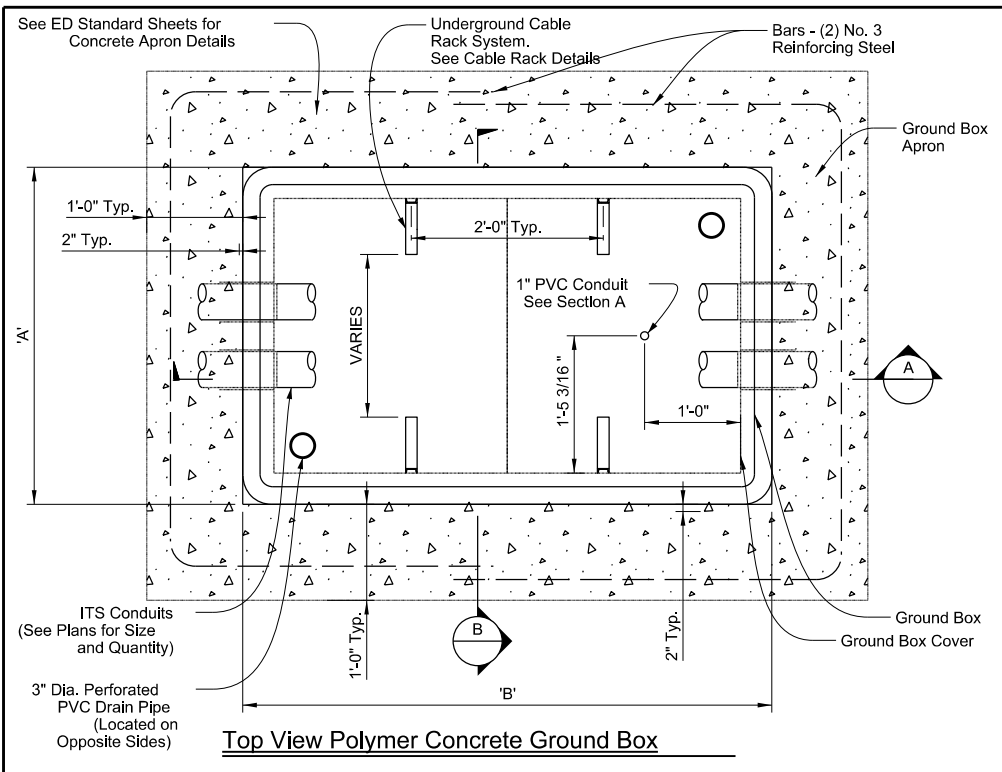 See ED Standard Sheets for
Concrete Apron Details
Underground Cable
Rack System.
See Cable Rack Details
Bars - (2) No. 3
Reinforcing Steel
Ground Box
Apron
1'-0" Typ.
2" Typ.
2'-0" Typ.
1" PVC Conduit
See Section A
'A'
VARIES
1'-5 3/16 "
1'-0"
A
ITS Conduits
(See Plans for Size
and Quantity)
1'-0" Typ.
B
2" Typ.
Ground Box
Ground Box Cover
3" Dia. Perforated
PVC Drain Pipe
(Located on
Opposite Sides)
'B'
Top View Polymer Concrete Ground Box